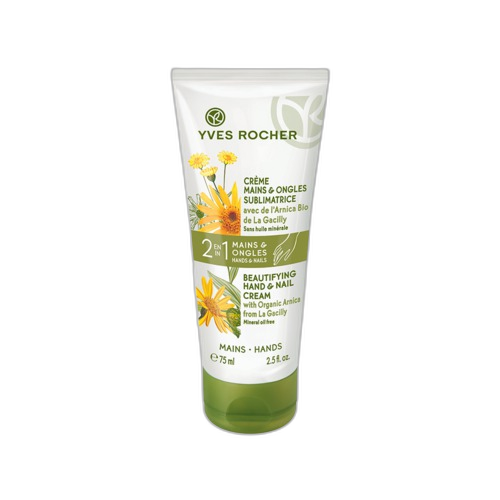 YVES ROCHER
CRÈME
MAINS & ONGLES
SUBLIMATRICE
avec de l'Arnica Bio
de La Gacilly
Sans huile minérale
2 EN IN 1
MAINS &
ONGLES
HANDS & NAILS
BEAUTIFYING
HAND & NAIL
CREAM
with Organic Arnica
from La Gacilly
Mineral oil free
MAINS • HANDS
℮ 75 ml 2.5 fl. oz.